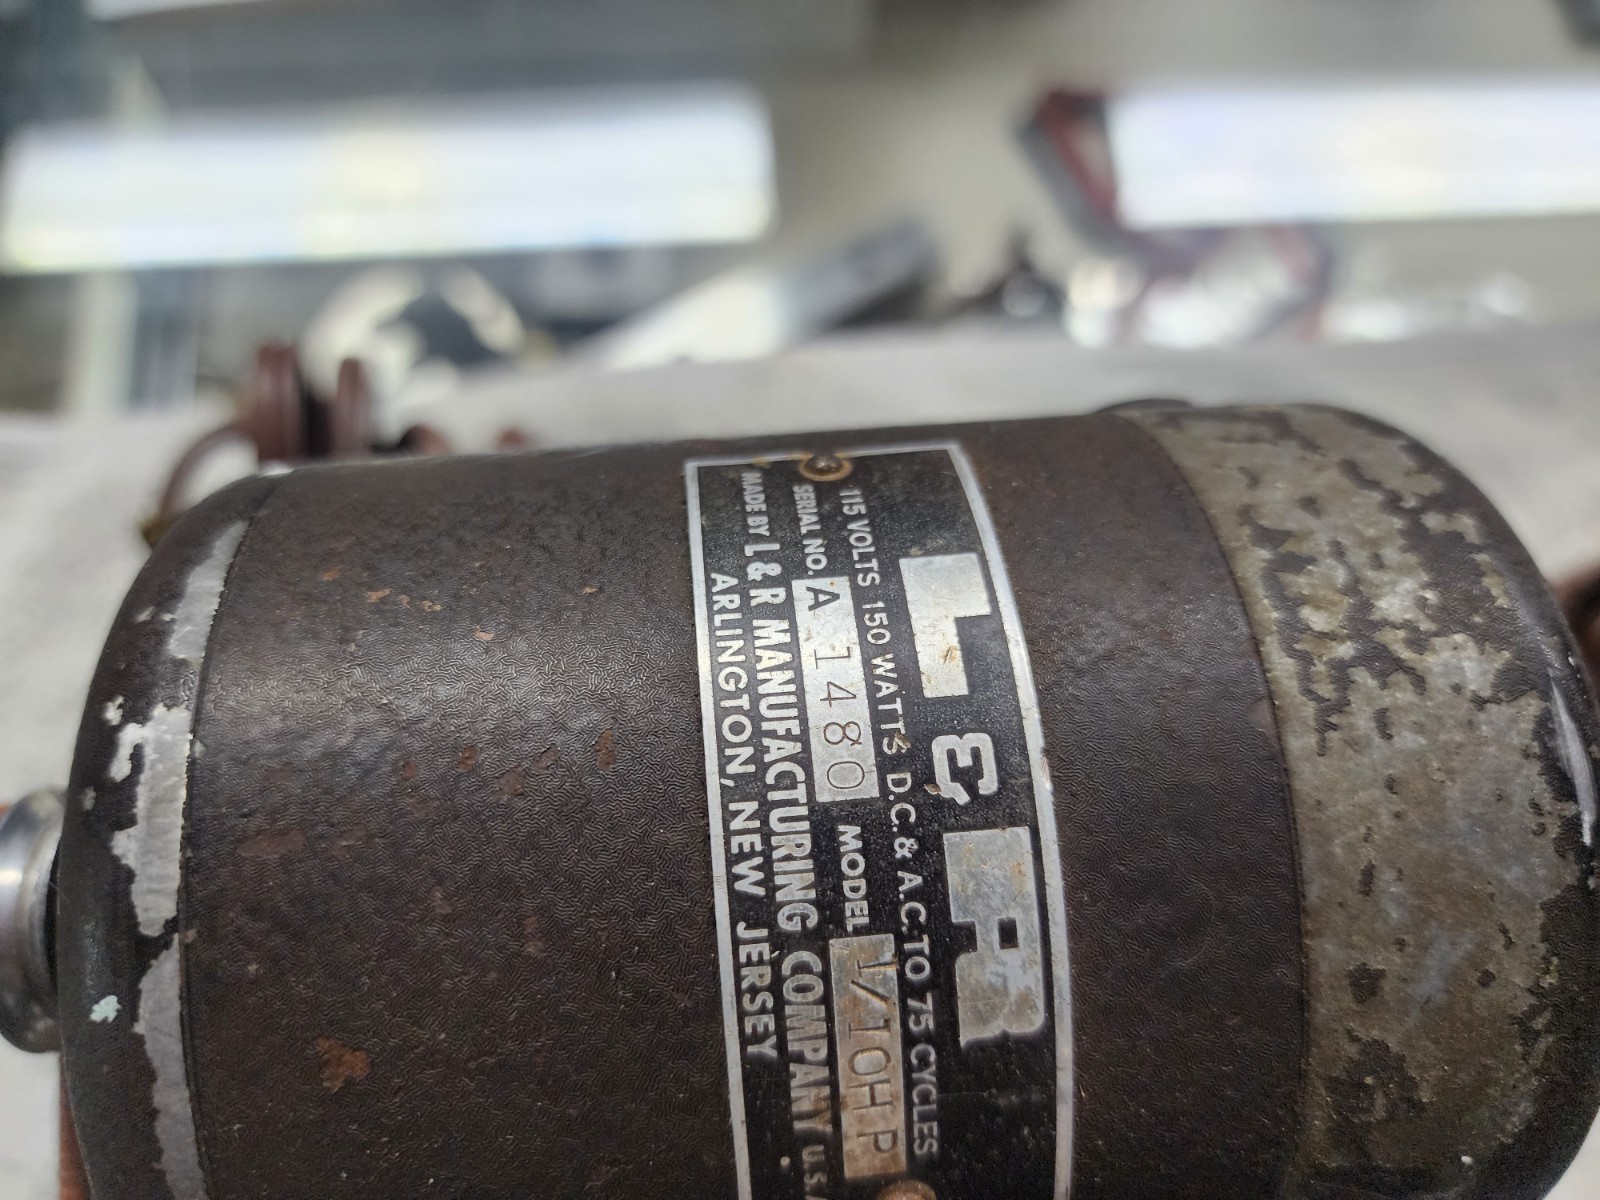 L & R
115 VOLTS 150 WATTS D.C. & A.C. TO 75 CYCLES
SERIAL NO. A 1480 MODEL 1/10HP
MADE BY L & R MANUFACTURING COMPANY U.S.A
ARLINGTON, NEW JERSEY